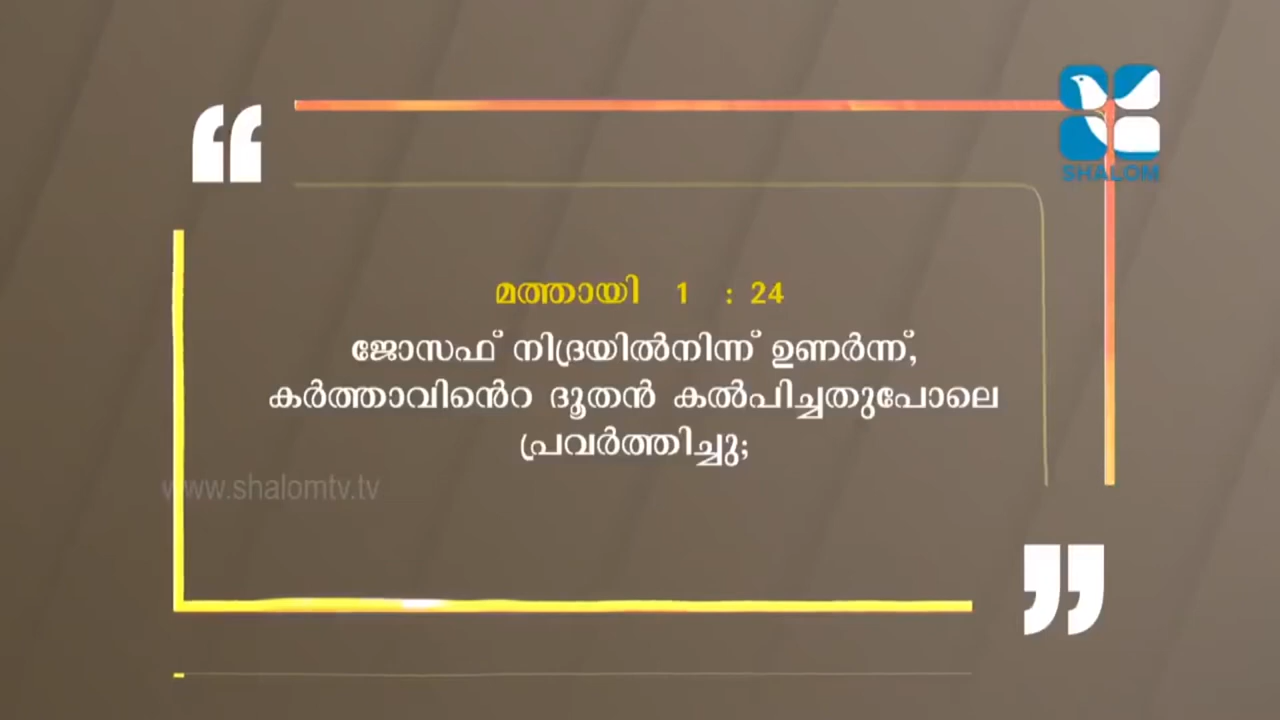 SHALOM
മത്തായി 1 : 24
ജോസഫ് നിദ്രയിൽനിന്ന് ഉണർന്ന്,
കർത്താവിൻെറ ദൂതൻ കൽപിച്ചതുപോലെ
പ്രവർത്തിച്ചു;
www.shalomtv.tv